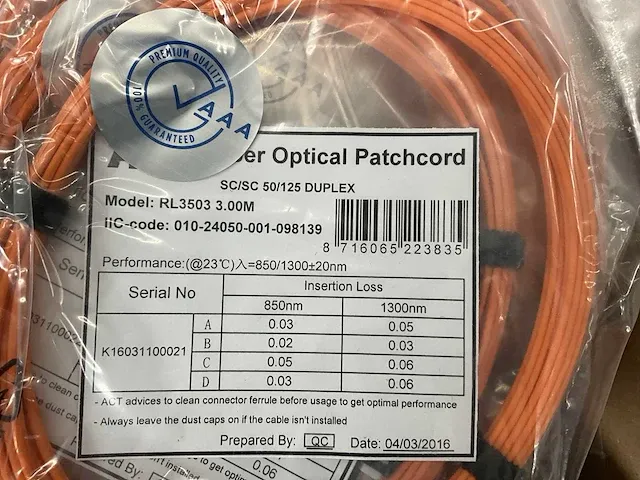 PREMIUM QUALITY
AAA
100% GUARANTEED
Optical Patchcord
SC/SC 50/125 DUPLEX
Model: RL3503 3.00M
IIC-code: 010-24050-001-098139
8 716065 223835
Performance:(@23℃)入=850/1300±20nm
Serial No Insertion Loss
850nm 1300nm
K16031100021 A 0.03 0.05
B 0.02 0.03
C 0.05 0.06
D 0.03 0.06
- ACT advices to clean connector ferrule before usage to get optimal performance
- Always leave the dust caps on if the cable isn't installed
Prepared By: QC Date: 04/03/2016
0.06